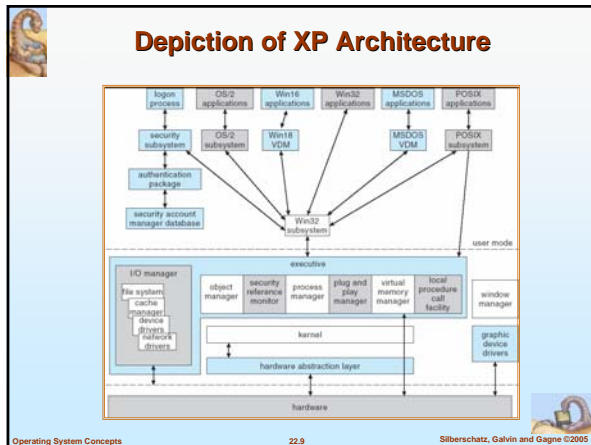 Depiction of XP Architecture
logon process
OS/2 applications
Win16 applications
Win32 applications
MSDOS applications
POSIX applications
security subsystem
OS/2 subsystem
Win18 VDM
MSDOS VDM
POSIX subsystem
authentication package
security account manager database
Win32 subsystem
user mode
executive
I/O manager
file system
cache manager
device drivers
network drivers
object manager
security reference monitor
process manager
plug and play manager
virtual memory manager
local procedure call facility
window manager
kernel
graphic device drivers
hardware abstraction layer
hardware
Operating System Concepts
22.9
Silberschatz, Galvin and Gagne ©2005